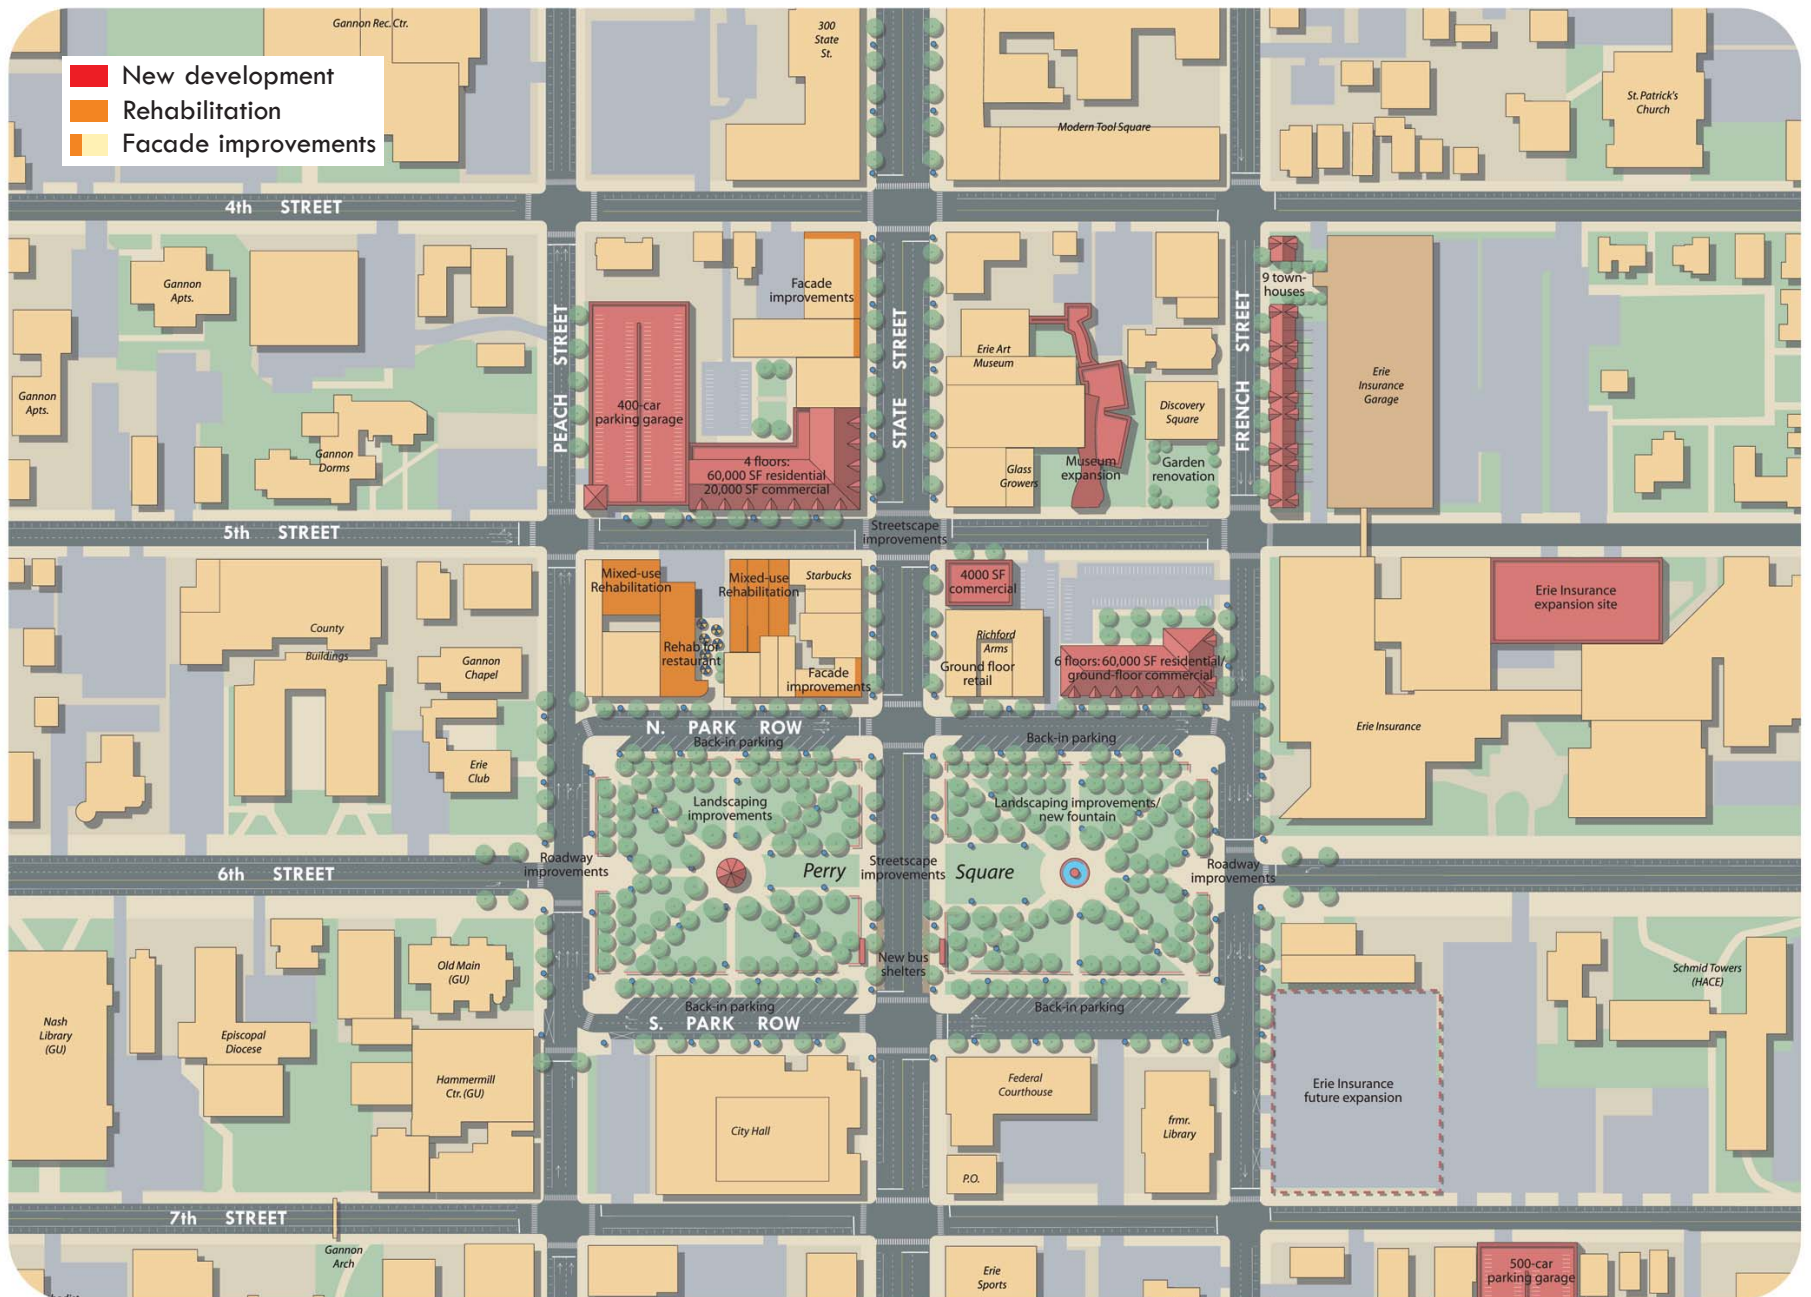 Gannon Rec. Ctr.
300
State
St.
New development
Rehabilitation
Facade improvements
Modern Tool Square
St. Patrick's
Church
4th STREET
Gannon
Apts.
Facade
improvements
9 town-
houses
PEACH STREET
STATE STREET
FRENCH STREET
Erie Art
Museum
Erie
Insurance
Garage
Gannon
Apts.
400-car
parking garage
Discovery
Square
Gannon
Dorms
4 floors:
60,000 SF residential
20,000 SF commercial
Glass
Growers
Museum
expansion
Garden
renovation
5th STREET
Streetscape
improvements
Mixed-use
Rehabilitation
Mixed-use
Rehabilitation
Starbucks
4000 SF
commercial
Erie Insurance
expansion site
County
Buildings
Gannon
Chapel
Rehab for
restaurant
Facade
improvements
Richford
Arms
Ground floor
retail
6 floors: 60,000 SF residential/
ground-floor commercial
Erie Insurance
N. PARK ROW
Back-in parking
Back-in parking
Erie
Club
Landscaping
improvements
Landscaping improvements/
new fountain
6th STREET
Roadway
improvements
Perry
Streetscape
improvements
Square
Roadway
improvements
Old Main
(GU)
New bus
shelters
Schmid Towers
(HACE)
Back-in parking
Back-in parking
S. PARK ROW
Nash
Library
(GU)
Episcopal
Diocese
Hammermill
Ctr. (GU)
Federal
Courthouse
Erie Insurance
future expansion
City Hall
frmr.
Library
P.O.
7th STREET
Gannon
Arch
Erie
Sports
500-car
parking garage